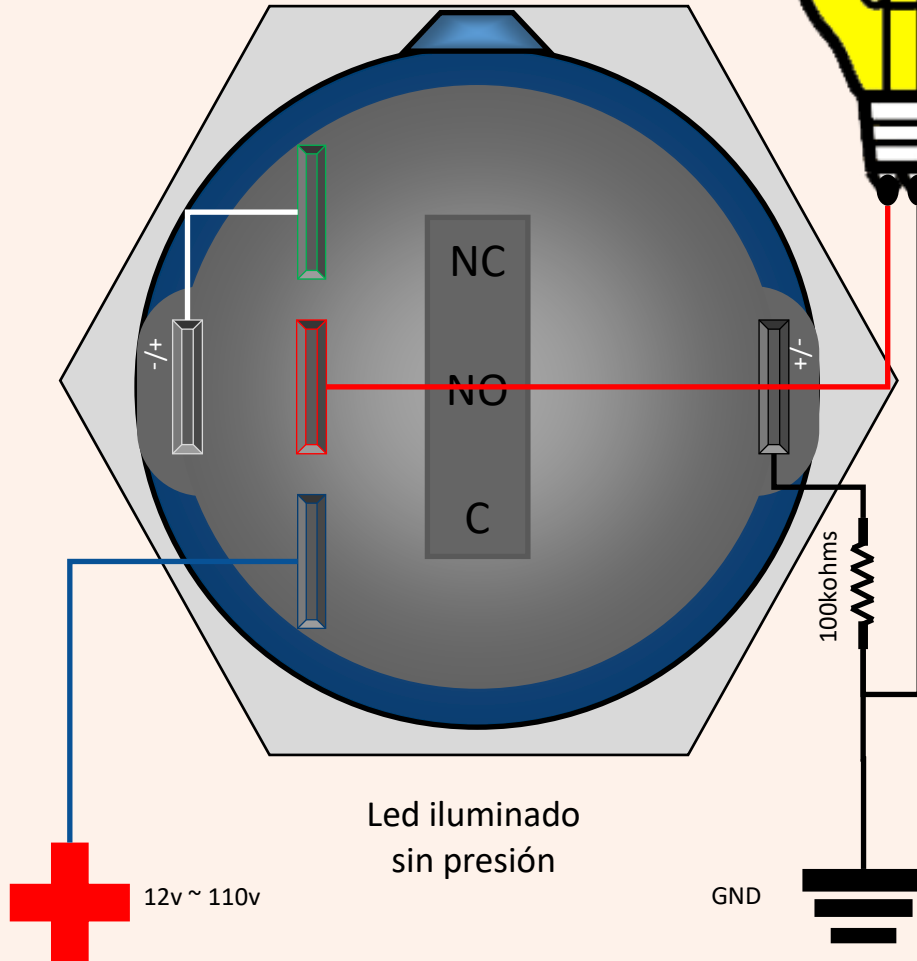 NC
-/+
+/-
NO
C
100kohms
Led iluminado
sin presión
12v ~ 110v
GND